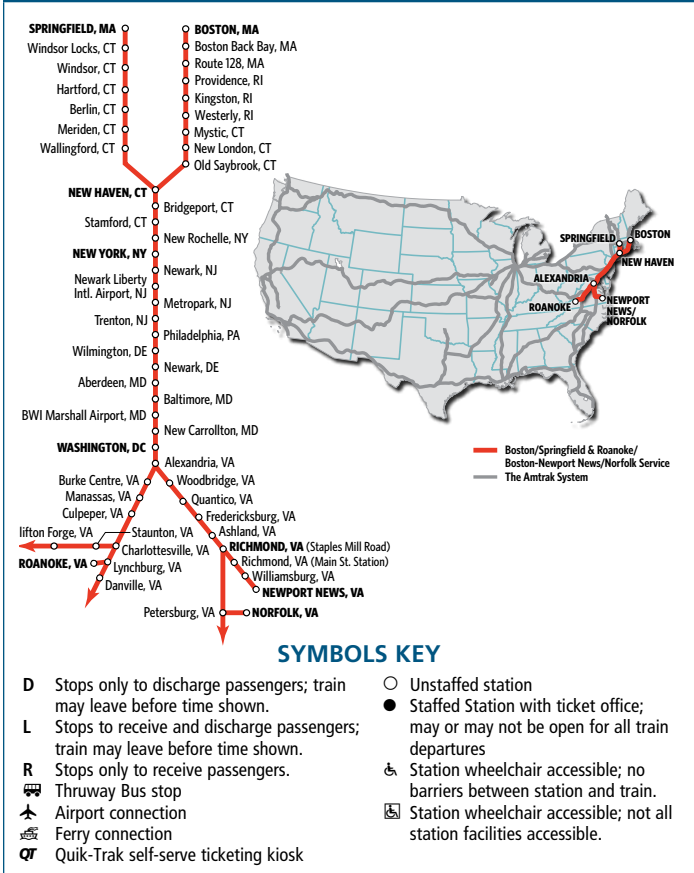 SPRINGFIELD, MA
Windsor Locks, CT
Windsor, CT
Hartford, CT
Berlin, CT
Meriden, CT
Wallingford, CT
BOSTON, MA
Boston Back Bay, MA
Route 128, MA
Providence, RI
Kingston, RI
Westerly, RI
Mystic, CT
New London, CT
Old Saybrook, CT
NEW HAVEN, CT
Bridgeport, CT
Stamford, CT
New Rochelle, NY
NEW YORK, NY
Newark, NJ
Newark Liberty
Intl. Airport, NJ
Metropark, NJ
Trenton, NJ
Philadelphia, PA
Wilmington, DE
Newark, DE
Aberdeen, MD
Baltimore, MD
BWI Marshall Airport, MD
New Carrollton, MD
WASHINGTON, DC
Alexandria, VA
Burke Centre, VA
Manassas, VA
Culpeper, VA
lifton Forge, VA
Staunton, VA
Charlottesville, VA
ROANOKE, VA
Lynchburg, VA
Danville, VA
Woodbridge, VA
Quantico, VA
Fredericksburg, VA
Ashland, VA
RICHMOND, VA (Staples Mill Road)
Richmond, VA (Main St. Station)
Williamsburg, VA
NEWPORT NEWS, VA
Petersburg, VA
NORFOLK, VA
SPRINGFIELD
BOSTON
NEW HAVEN
ALEXANDRIA
ROANOKE
NEWPORT
NEWS/
NORFOLK
Boston/Springfield & Roanoke/
Boston-Newport News/Norfolk Service
The Amtrak System
SYMBOLS KEY
D Stops only to discharge passengers; train
may leave before time shown.
L Stops to receive and discharge passengers;
train may leave before time shown.
R Stops only to receive passengers.
Thruway Bus stop
Airport connection
Ferry connection
QT Quik-Trak self-serve ticketing kiosk
Unstaffed station
Staffed Station with ticket office;
may or may not be open for all train
departures
Station wheelchair accessible; no
barriers between station and train.
Station wheelchair accessible; not all
station facilities accessible.